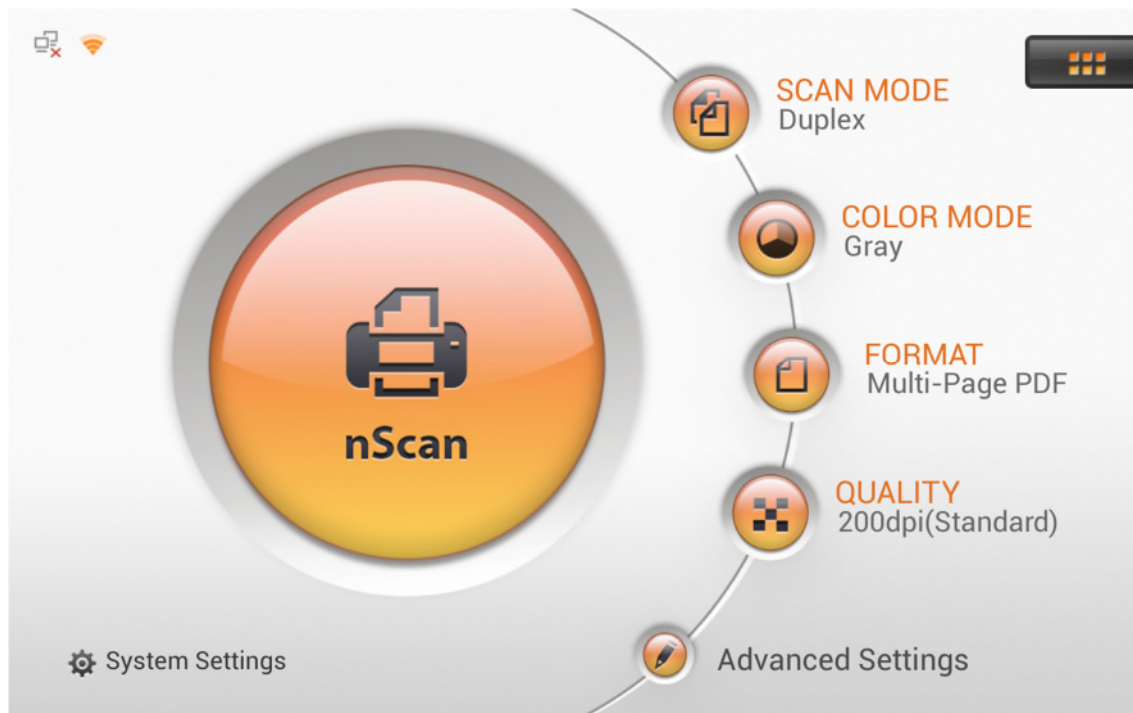 SCAN MODE
Duplex
COLOR MODE
Gray
FORMAT
Multi-Page PDF
nScan
QUALITY
200dpi(Standard)
System Settings
Advanced Settings